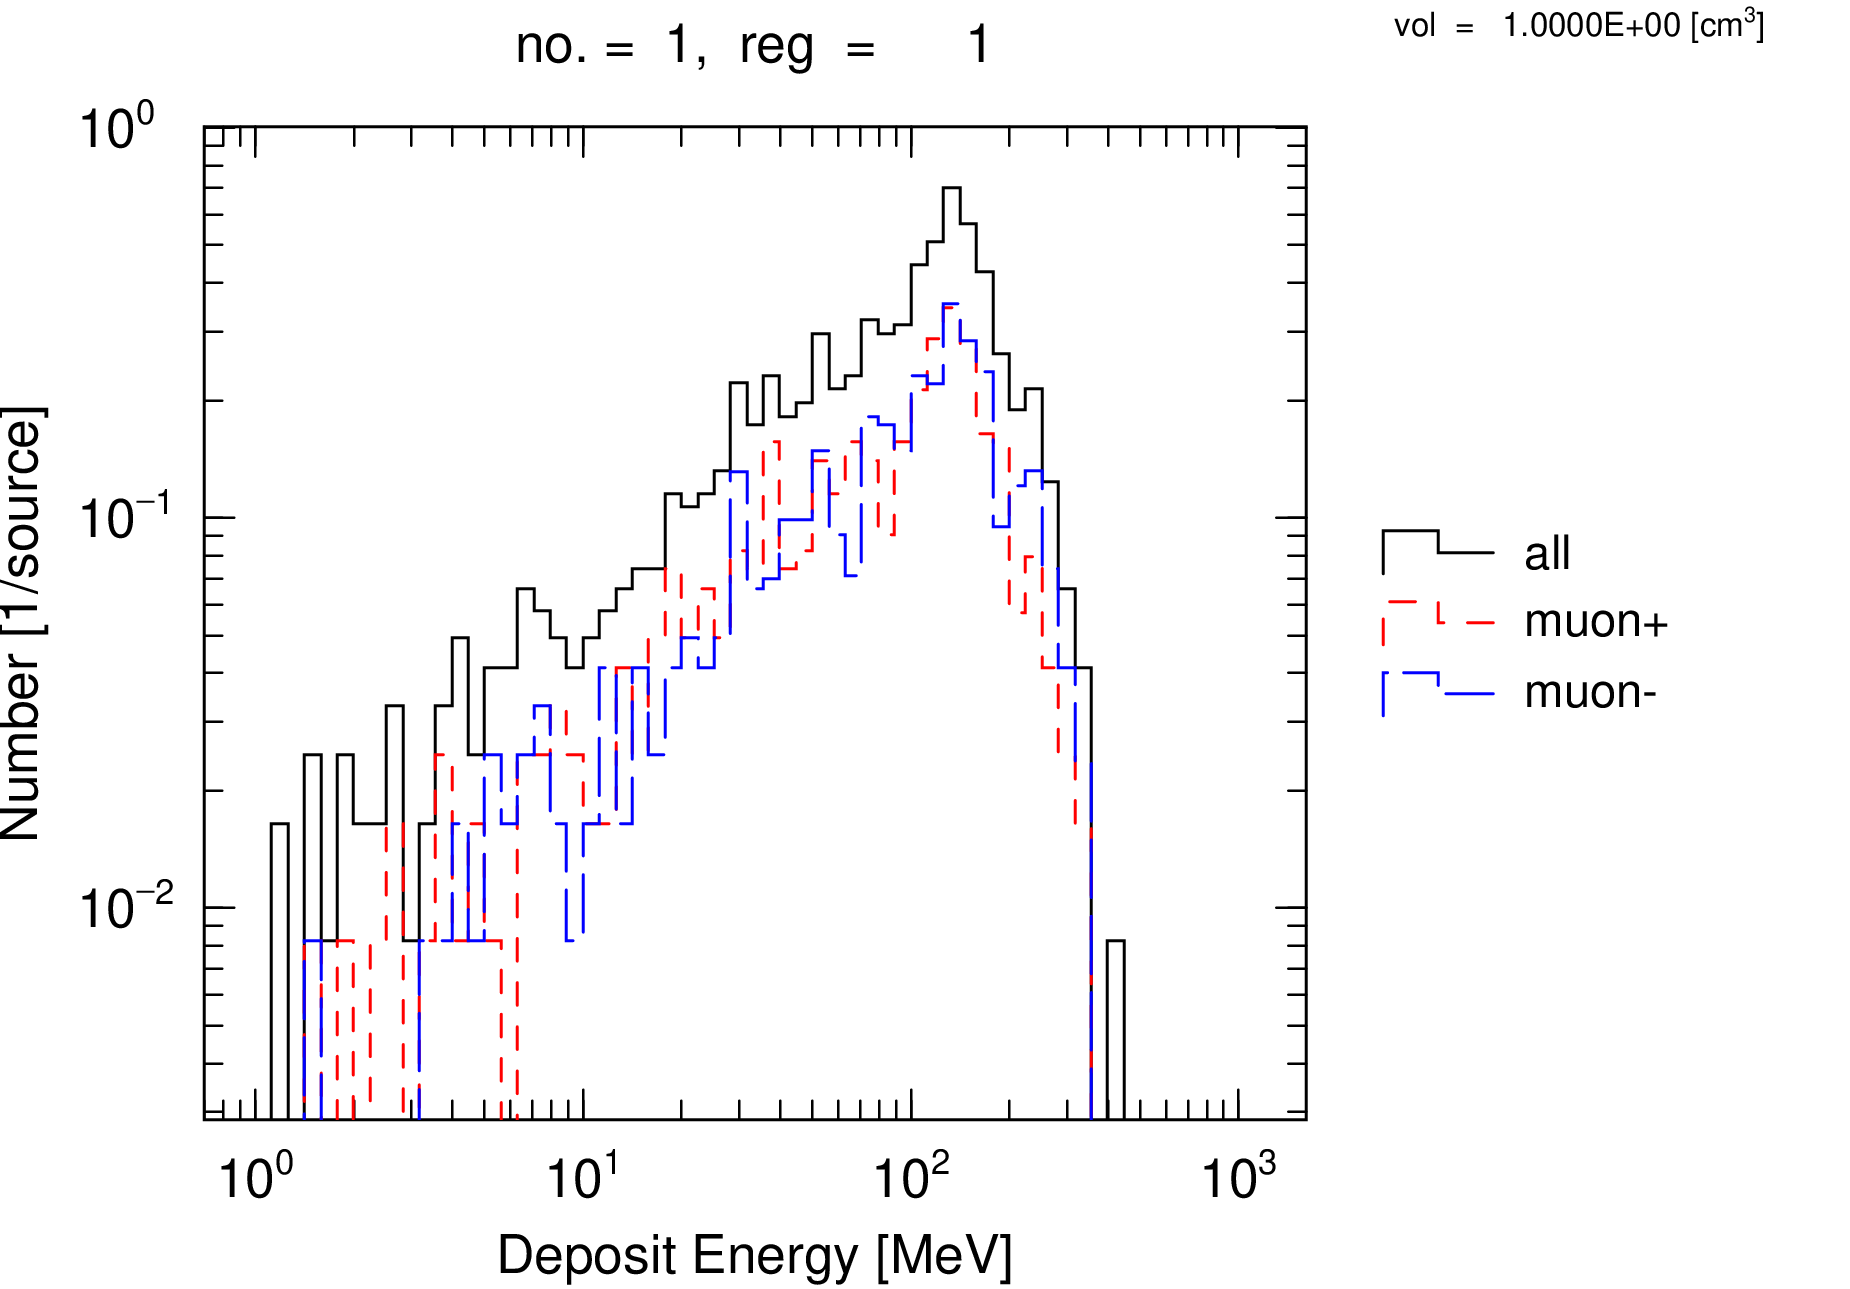 no. = 1, reg = 1
vol = 1.0000E+00 [cm³]
10⁰
10⁻¹
10⁻²
Number [1/source]
all
muon+
muon-
10⁰ 10¹ 10² 10³
Deposit Energy [MeV]